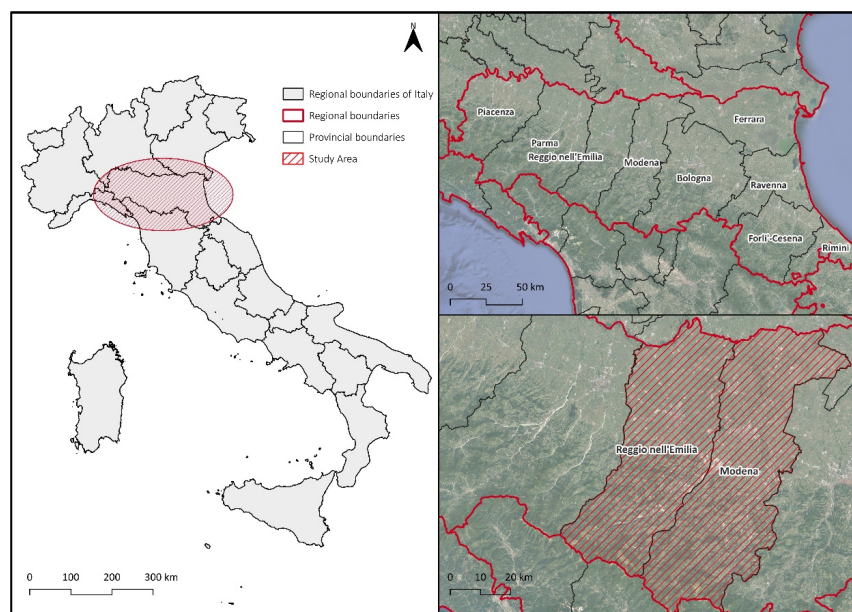 N
Regional boundaries of Italy
Regional boundaries
Provincial boundaries
Study Area
0 100 200 300 km
Piacenza
Parma
Reggio nell'Emilia
Modena
Bologna
Ferrara
Ravenna
Forli'-Cesena
Rimini
0 25 50 km
Reggio nell'Emilia
Modena
0 10 20 km